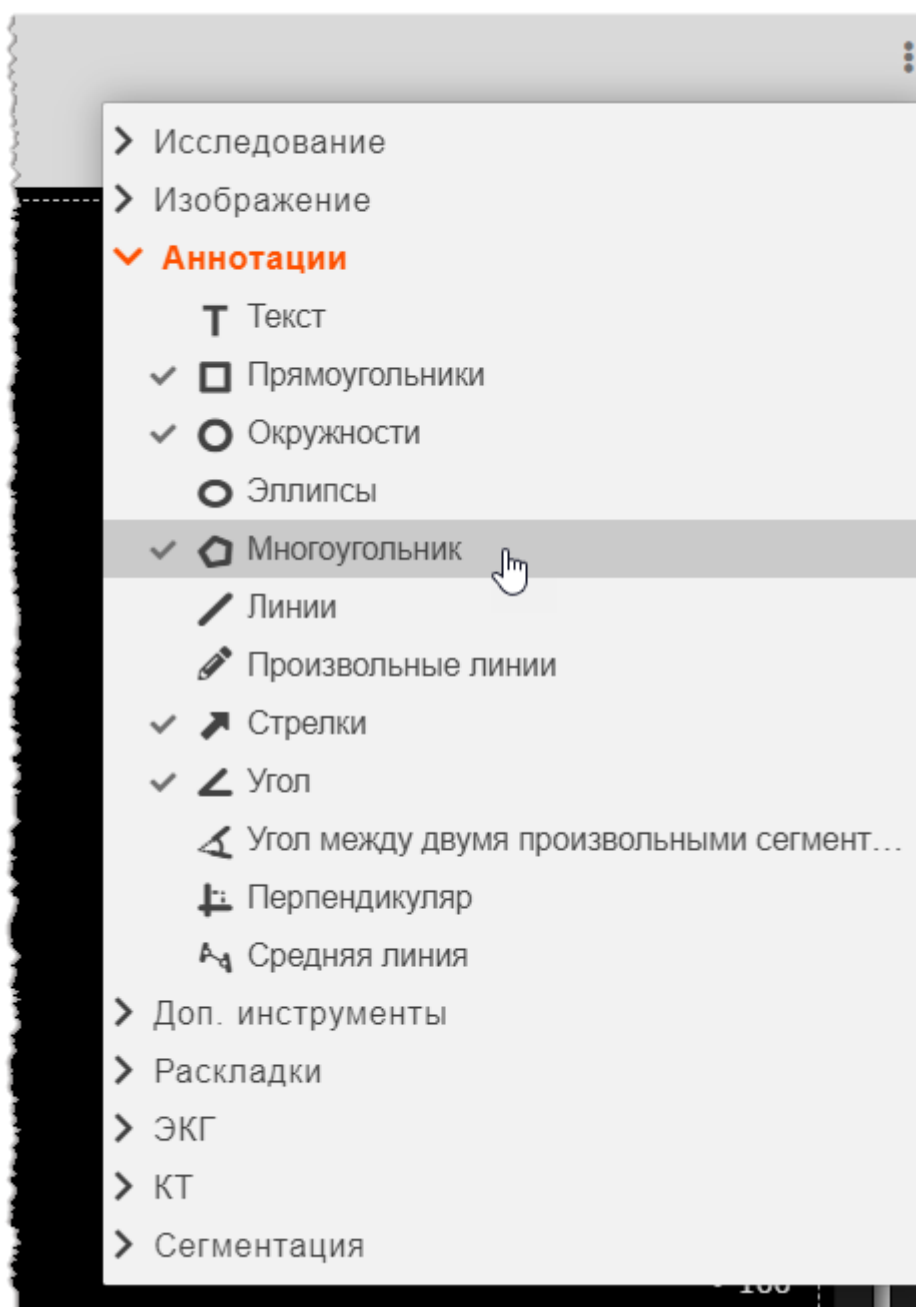 Исследование
Изображение
Аннотации
Текст
Прямоугольники
Окружности
Эллипсы
Многоугольник
Линии
Произвольные линии
Стрелки
Угол
Угол между двумя произвольными сегмент...
Перпендикуляр
Средняя линия
Доп. инструменты
Раскладки
ЭКГ
КТ
Сегментация